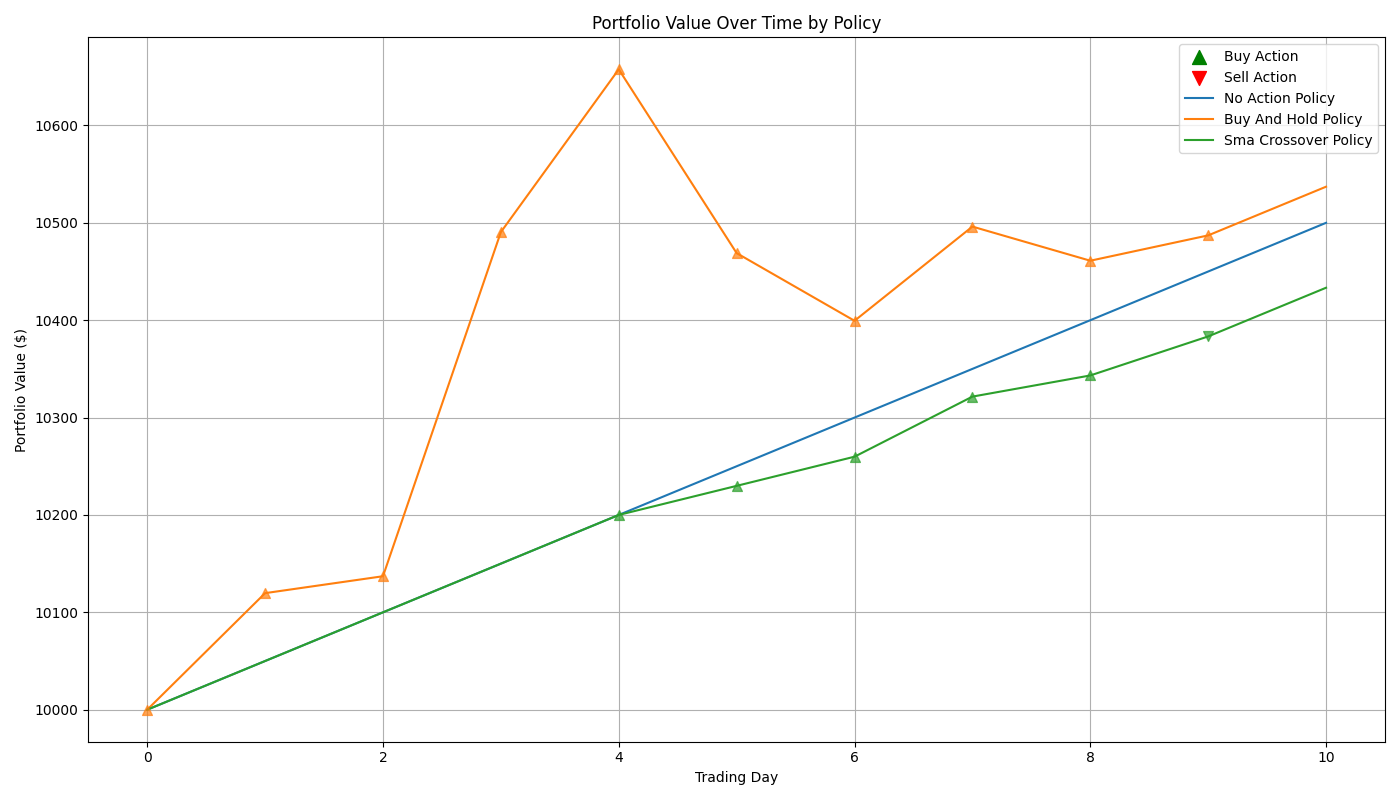 Portfolio Value Over Time by Policy
Buy Action
Sell Action
No Action Policy
Buy And Hold Policy
Sma Crossover Policy
Portfolio Value ($)
10600
10500
10400
10300
10200
10100
10000
0 2 4 6 8 10
Trading Day